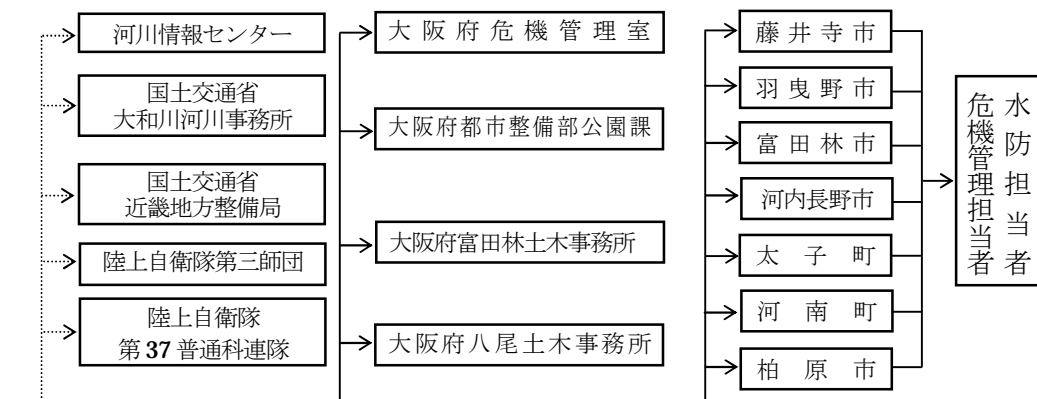 河川情報センター
国土交通省
大和川河川事務所
国土交通省
近畿地方整備局
陸上自衛隊第三師団
陸上自衛隊
第37普通科連隊
大阪府危機管理室
大阪府都市整備部公園課
大阪府富田林土木事務所
大阪府八尾土木事務所
藤井寺市
羽曳野市
富田林市
河内長野市
太子町
河南町
柏原市
水防担当者
危機管理担当者